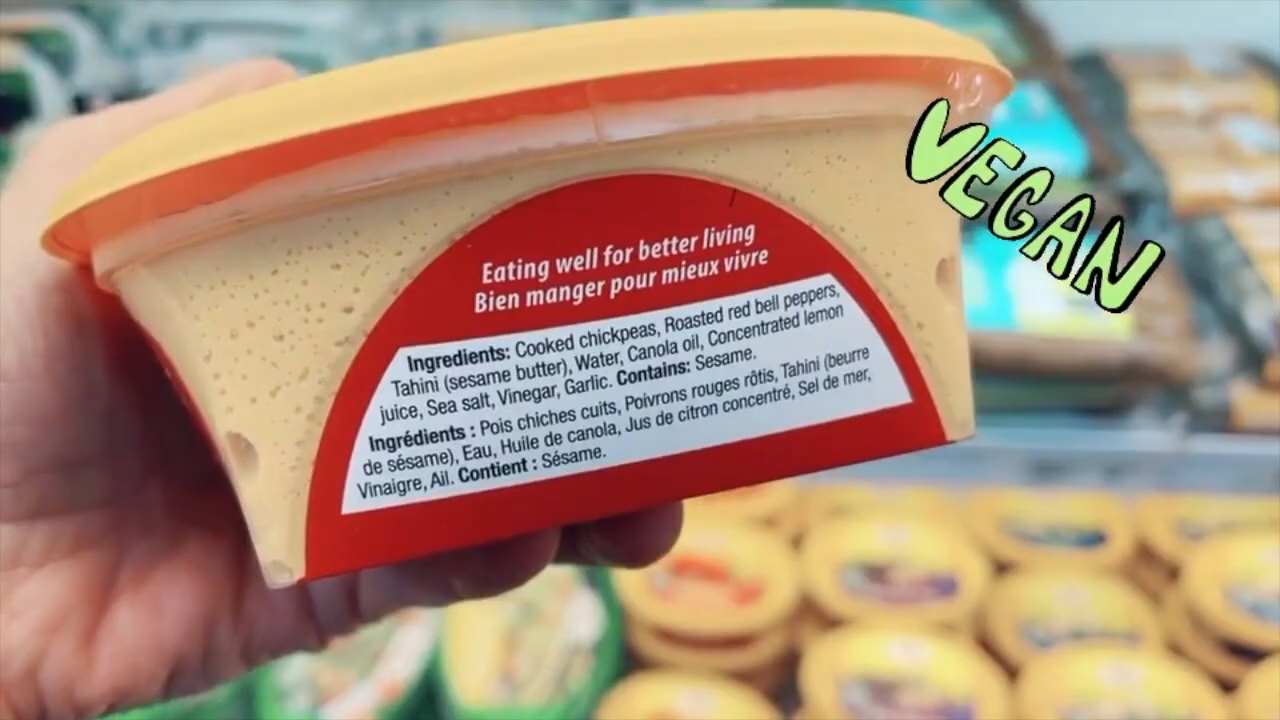 VEGAN
Eating well for better living
Bien manger pour mieux vivre
Ingredients: Cooked chickpeas, Roasted red bell peppers,
Tahini (sesame butter), Water, Canola oil, Concentrated lemon
juice, Sea salt, Vinegar, Garlic. Contains: Sesame.
Ingrédients : Pois chiches cuits, Poivrons rouges rôtis, Tahini (beurre
de sésame), Eau, Huile de canola, Jus de citron concentré, Sel de mer,
Vinaigre, Ail. Contient : Sésame.